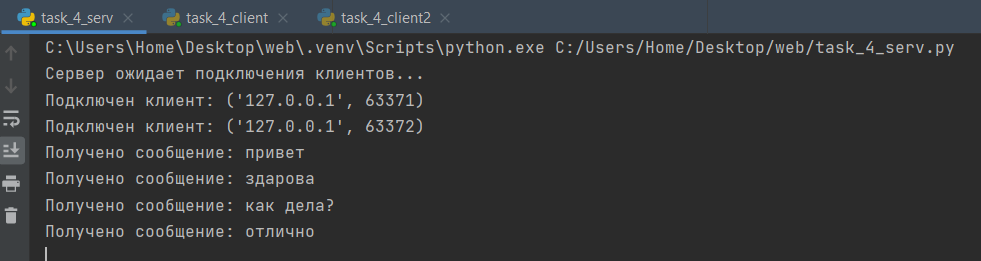 task_4_serv task_4_client task_4_client2
C:\Users\Home\Desktop\web\.venv\Scripts\python.exe C:/Users/Home/Desktop/web/task_4_serv.py
Сервер ожидает подключения клиентов...
Подключен клиент: ('127.0.0.1', 63371)
Подключен клиент: ('127.0.0.1', 63372)
Получено сообщение: привет
Получено сообщение: здарова
Получено сообщение: как дела?
Получено сообщение: отлично